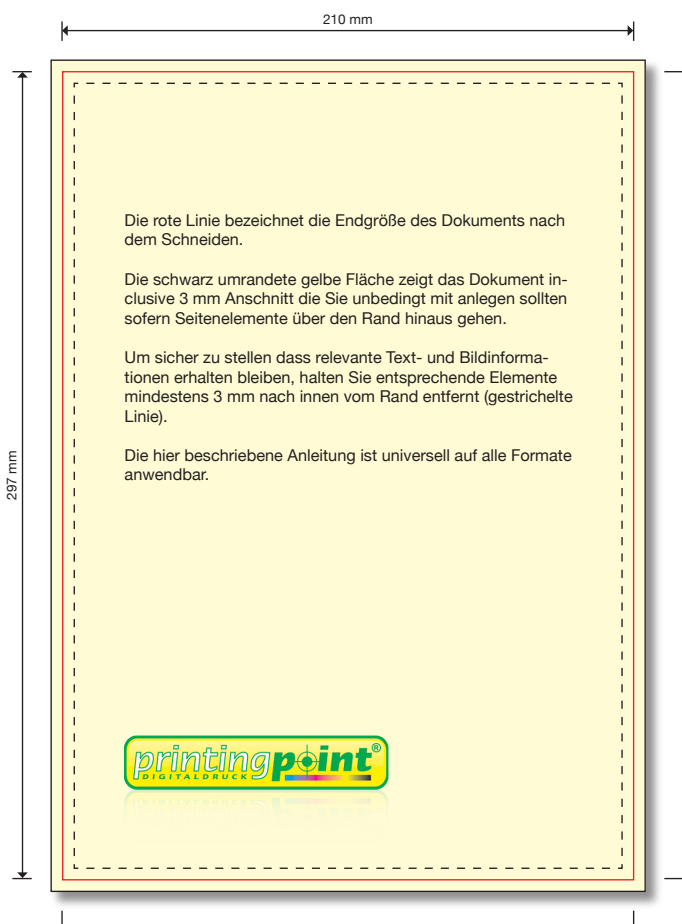 210 mm
297 mm
Die rote Linie bezeichnet die Endgröße des Dokuments nach
dem Schneiden.
Die schwarz umrandete gelbe Fläche zeigt das Dokument in-
clusive 3 mm Anschnitt die Sie unbedingt mit anlegen sollten
sofern Seitenelemente über den Rand hinaus gehen.
Um sicher zu stellen dass relevante Text- und Bildinforma-
tionen erhalten bleiben, halten Sie entsprechende Elemente
mindestens 3 mm nach innen vom Rand entfernt (gestrichelte
Linie).
Die hier beschriebene Anleitung ist universell auf alle Formate
anwendbar.
printingpoint®
DIGITALDRUCK